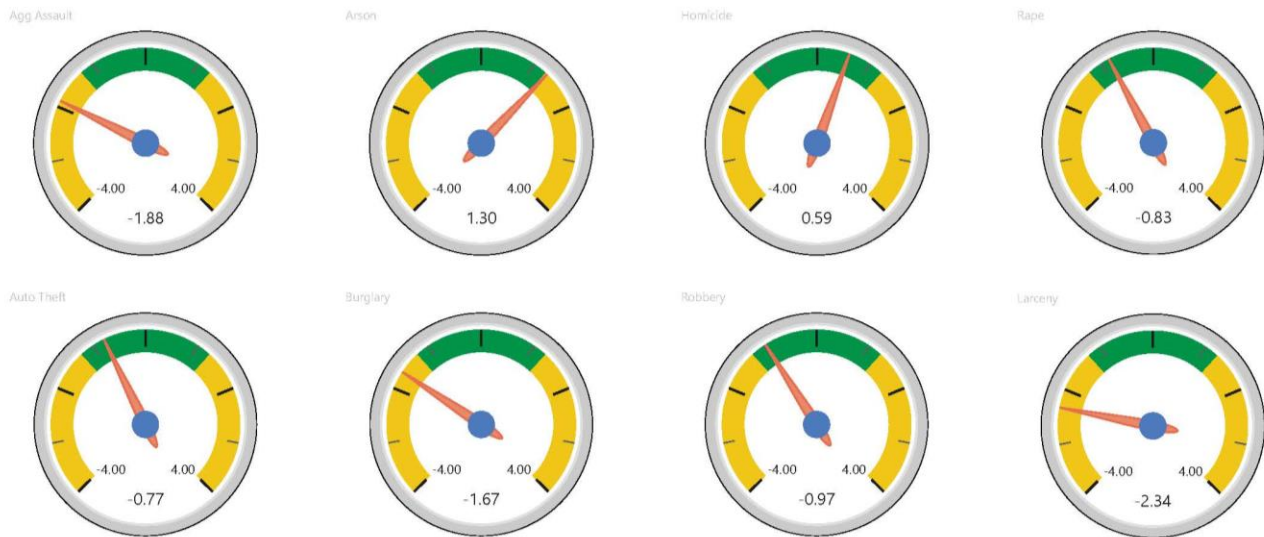 Agg Assault
Arson
Homicide
Rape
-4.00 4.00
-1.88
-4.00 4.00
1.30
-4.00 4.00
0.59
-4.00 4.00
-0.83
Auto Theft
Burglary
Robbery
Larceny
-4.00 4.00
-0.77
-4.00 4.00
-1.67
-4.00 4.00
-0.97
-4.00 4.00
-2.34